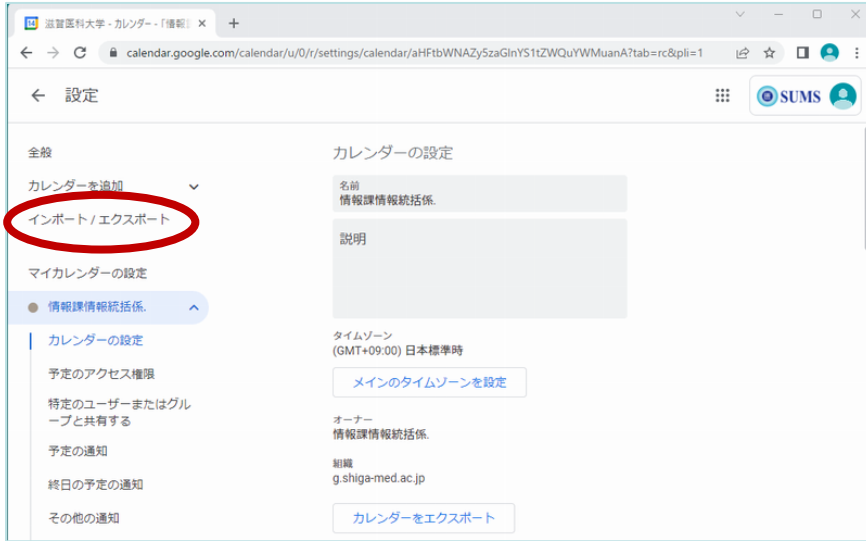 滋賀医科大学 - カレンダー -「情報
calendar.google.com/calendar/u/0/r/settings/calendar/aHFtbWNAZy5zaGlnYS1tZWQuYWMuanA?tab=rc&pli=1
設定
SUMS
全般
カレンダーを追加
インポート / エクスポート
マイカレンダーの設定
情報課情報統括係.
カレンダーの設定
予定のアクセス権限
特定のユーザーまたはグル
ープと共有する
予定の通知
終日の予定の通知
その他の通知
カレンダーの設定
名前
情報課情報統括係.
説明
タイムゾーン
(GMT+09:00) 日本標準時
メインのタイムゾーンを設定
オーナー
情報課情報統括係.
組織
g.shiga-med.ac.jp
カレンダーをエクスポート